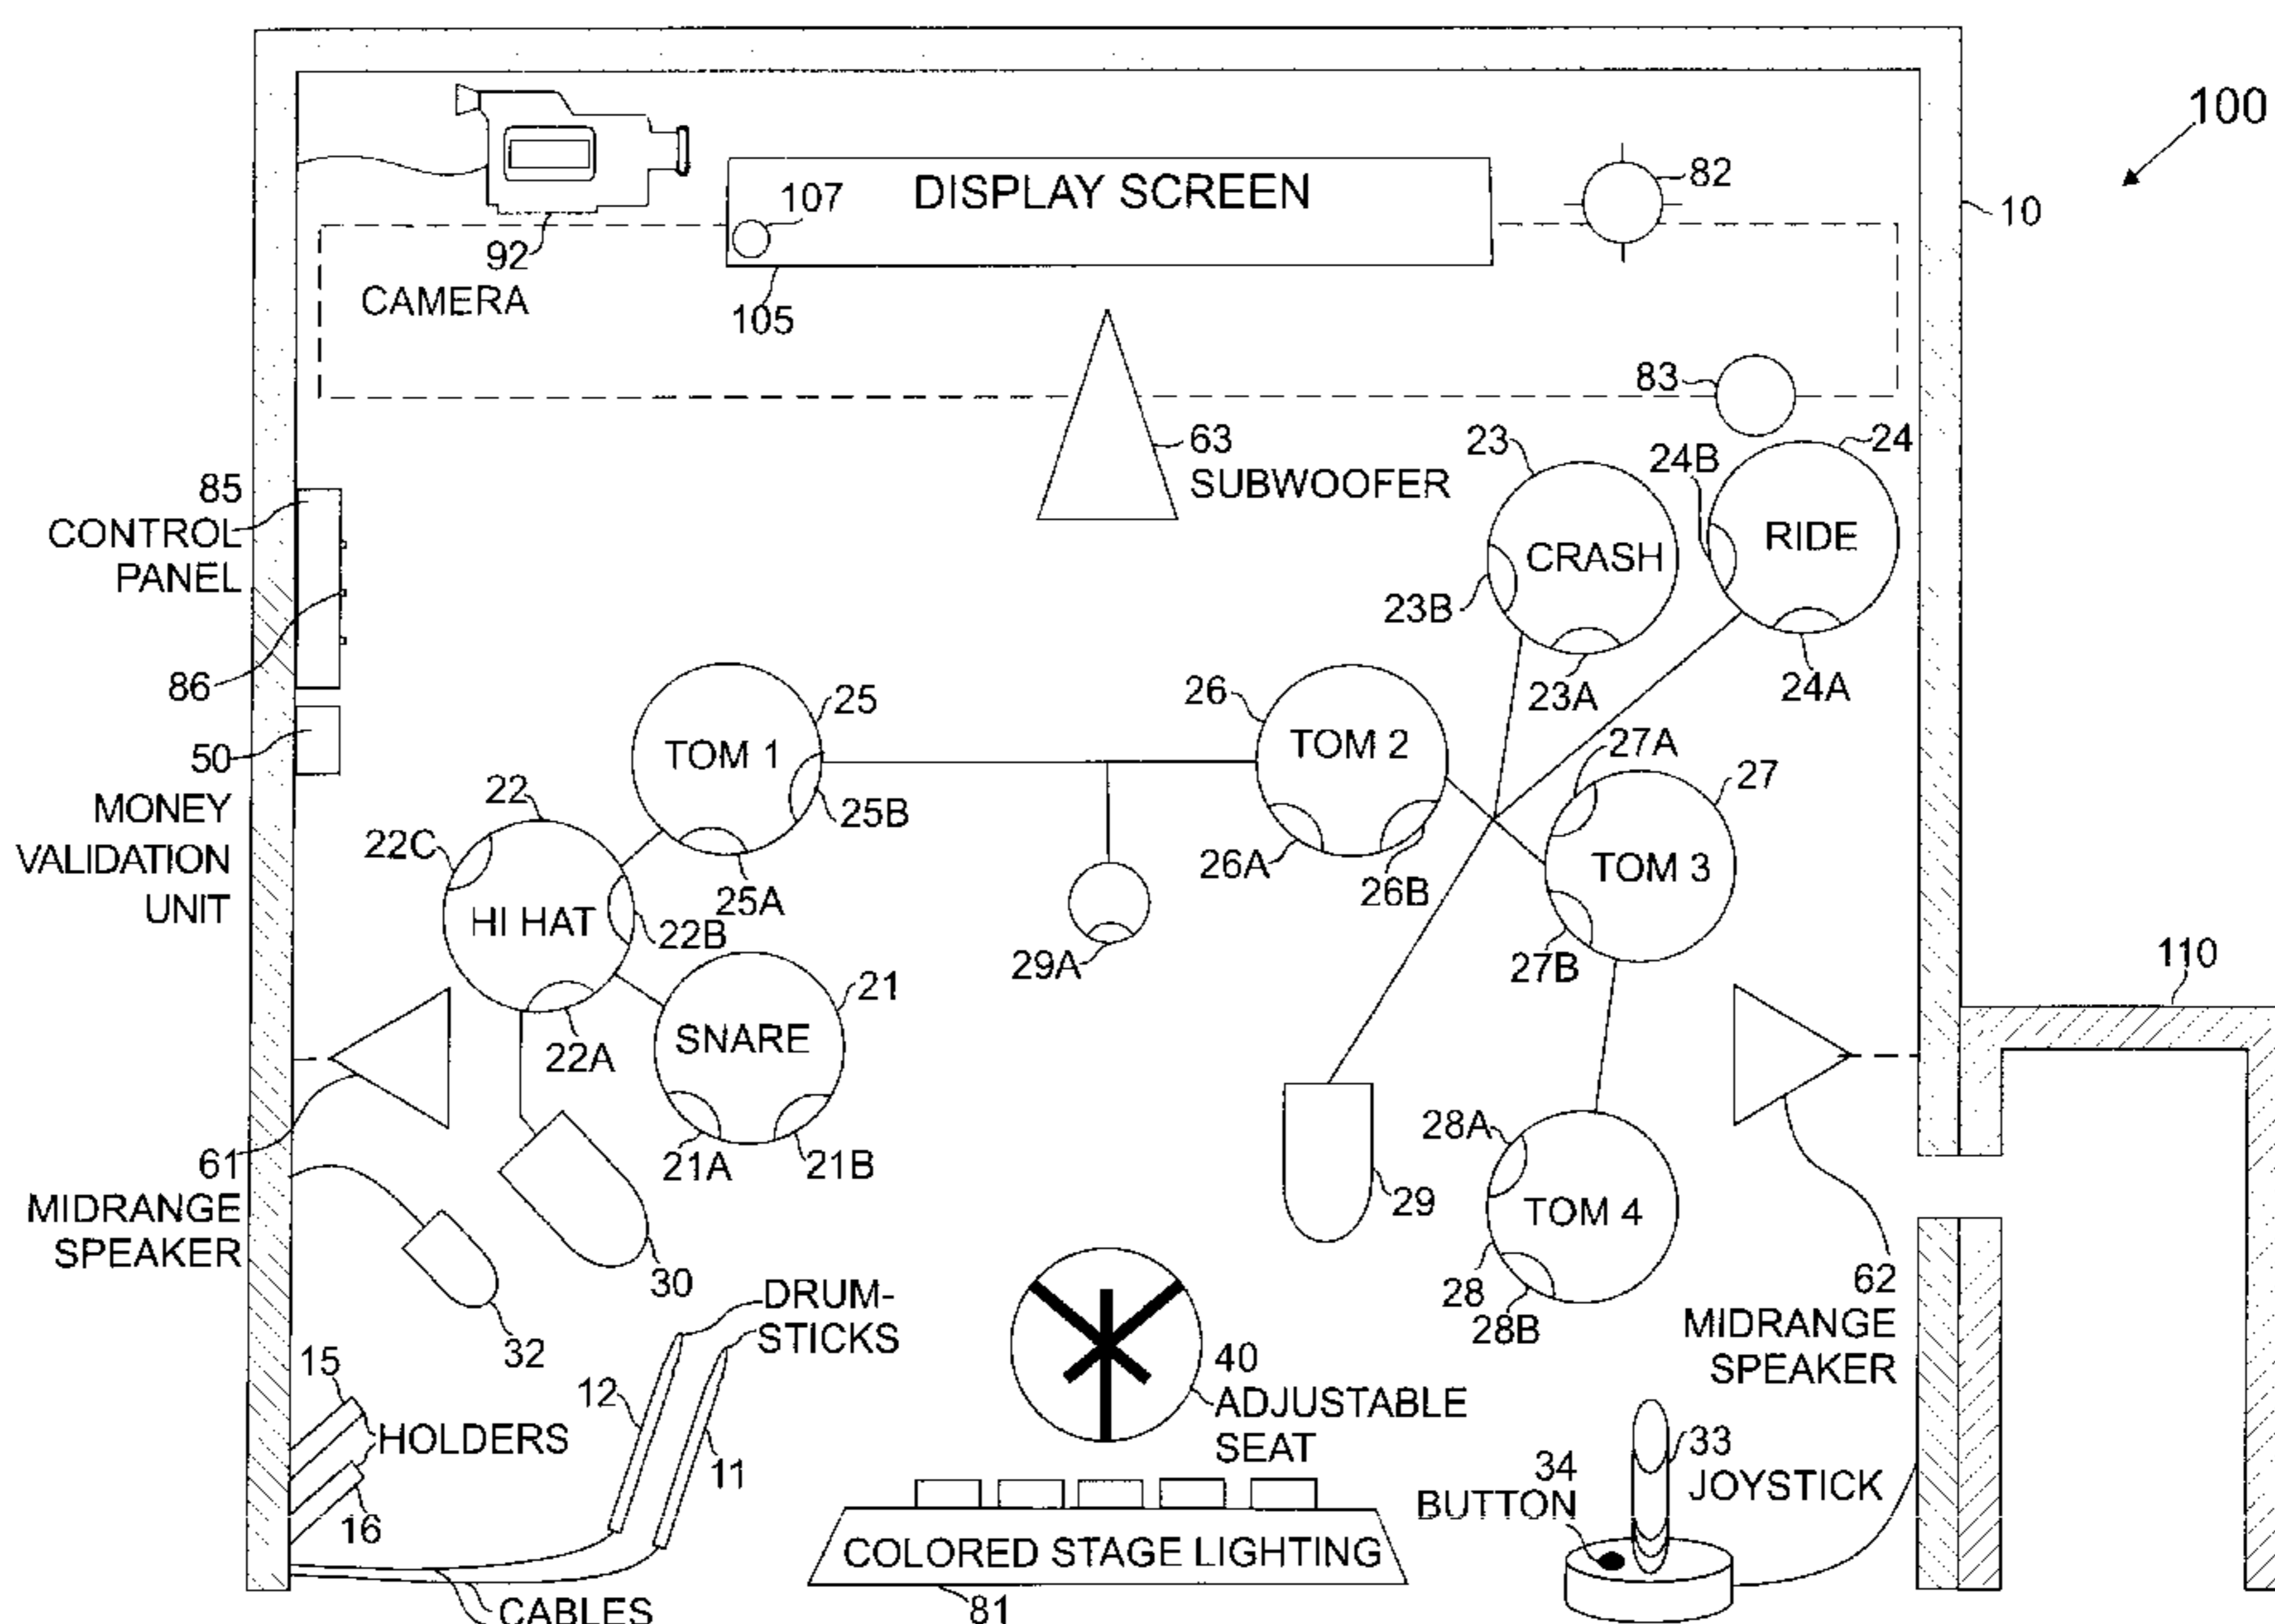 100
82
DISPLAY SCREEN
107
10
92
CAMERA
105
83
63
SUBWOOFER
23
24B
24
85
CONTROL
PANEL
CRASH
RIDE
23B
86
23A
24A
25
26
TOM 1
TOM 2
27A
27
50
MONEY
VALIDATION
UNIT
22
22C
25B
26A
26B
TOM 3
25A
HI HAT
22B
29A
27B
110
21
SNARE
22A
28A
61
MIDRANGE
SPEAKER
21A
21B
29
TOM 4
30
28
28B
62
MIDRANGE
SPEAKER
DRUM-
STICKS
32
15
12
40
ADJUSTABLE
SEAT
HOLDERS
11
33
JOYSTICK
34
BUTTON
16
COLORED STAGE LIGHTING
CABLES
81